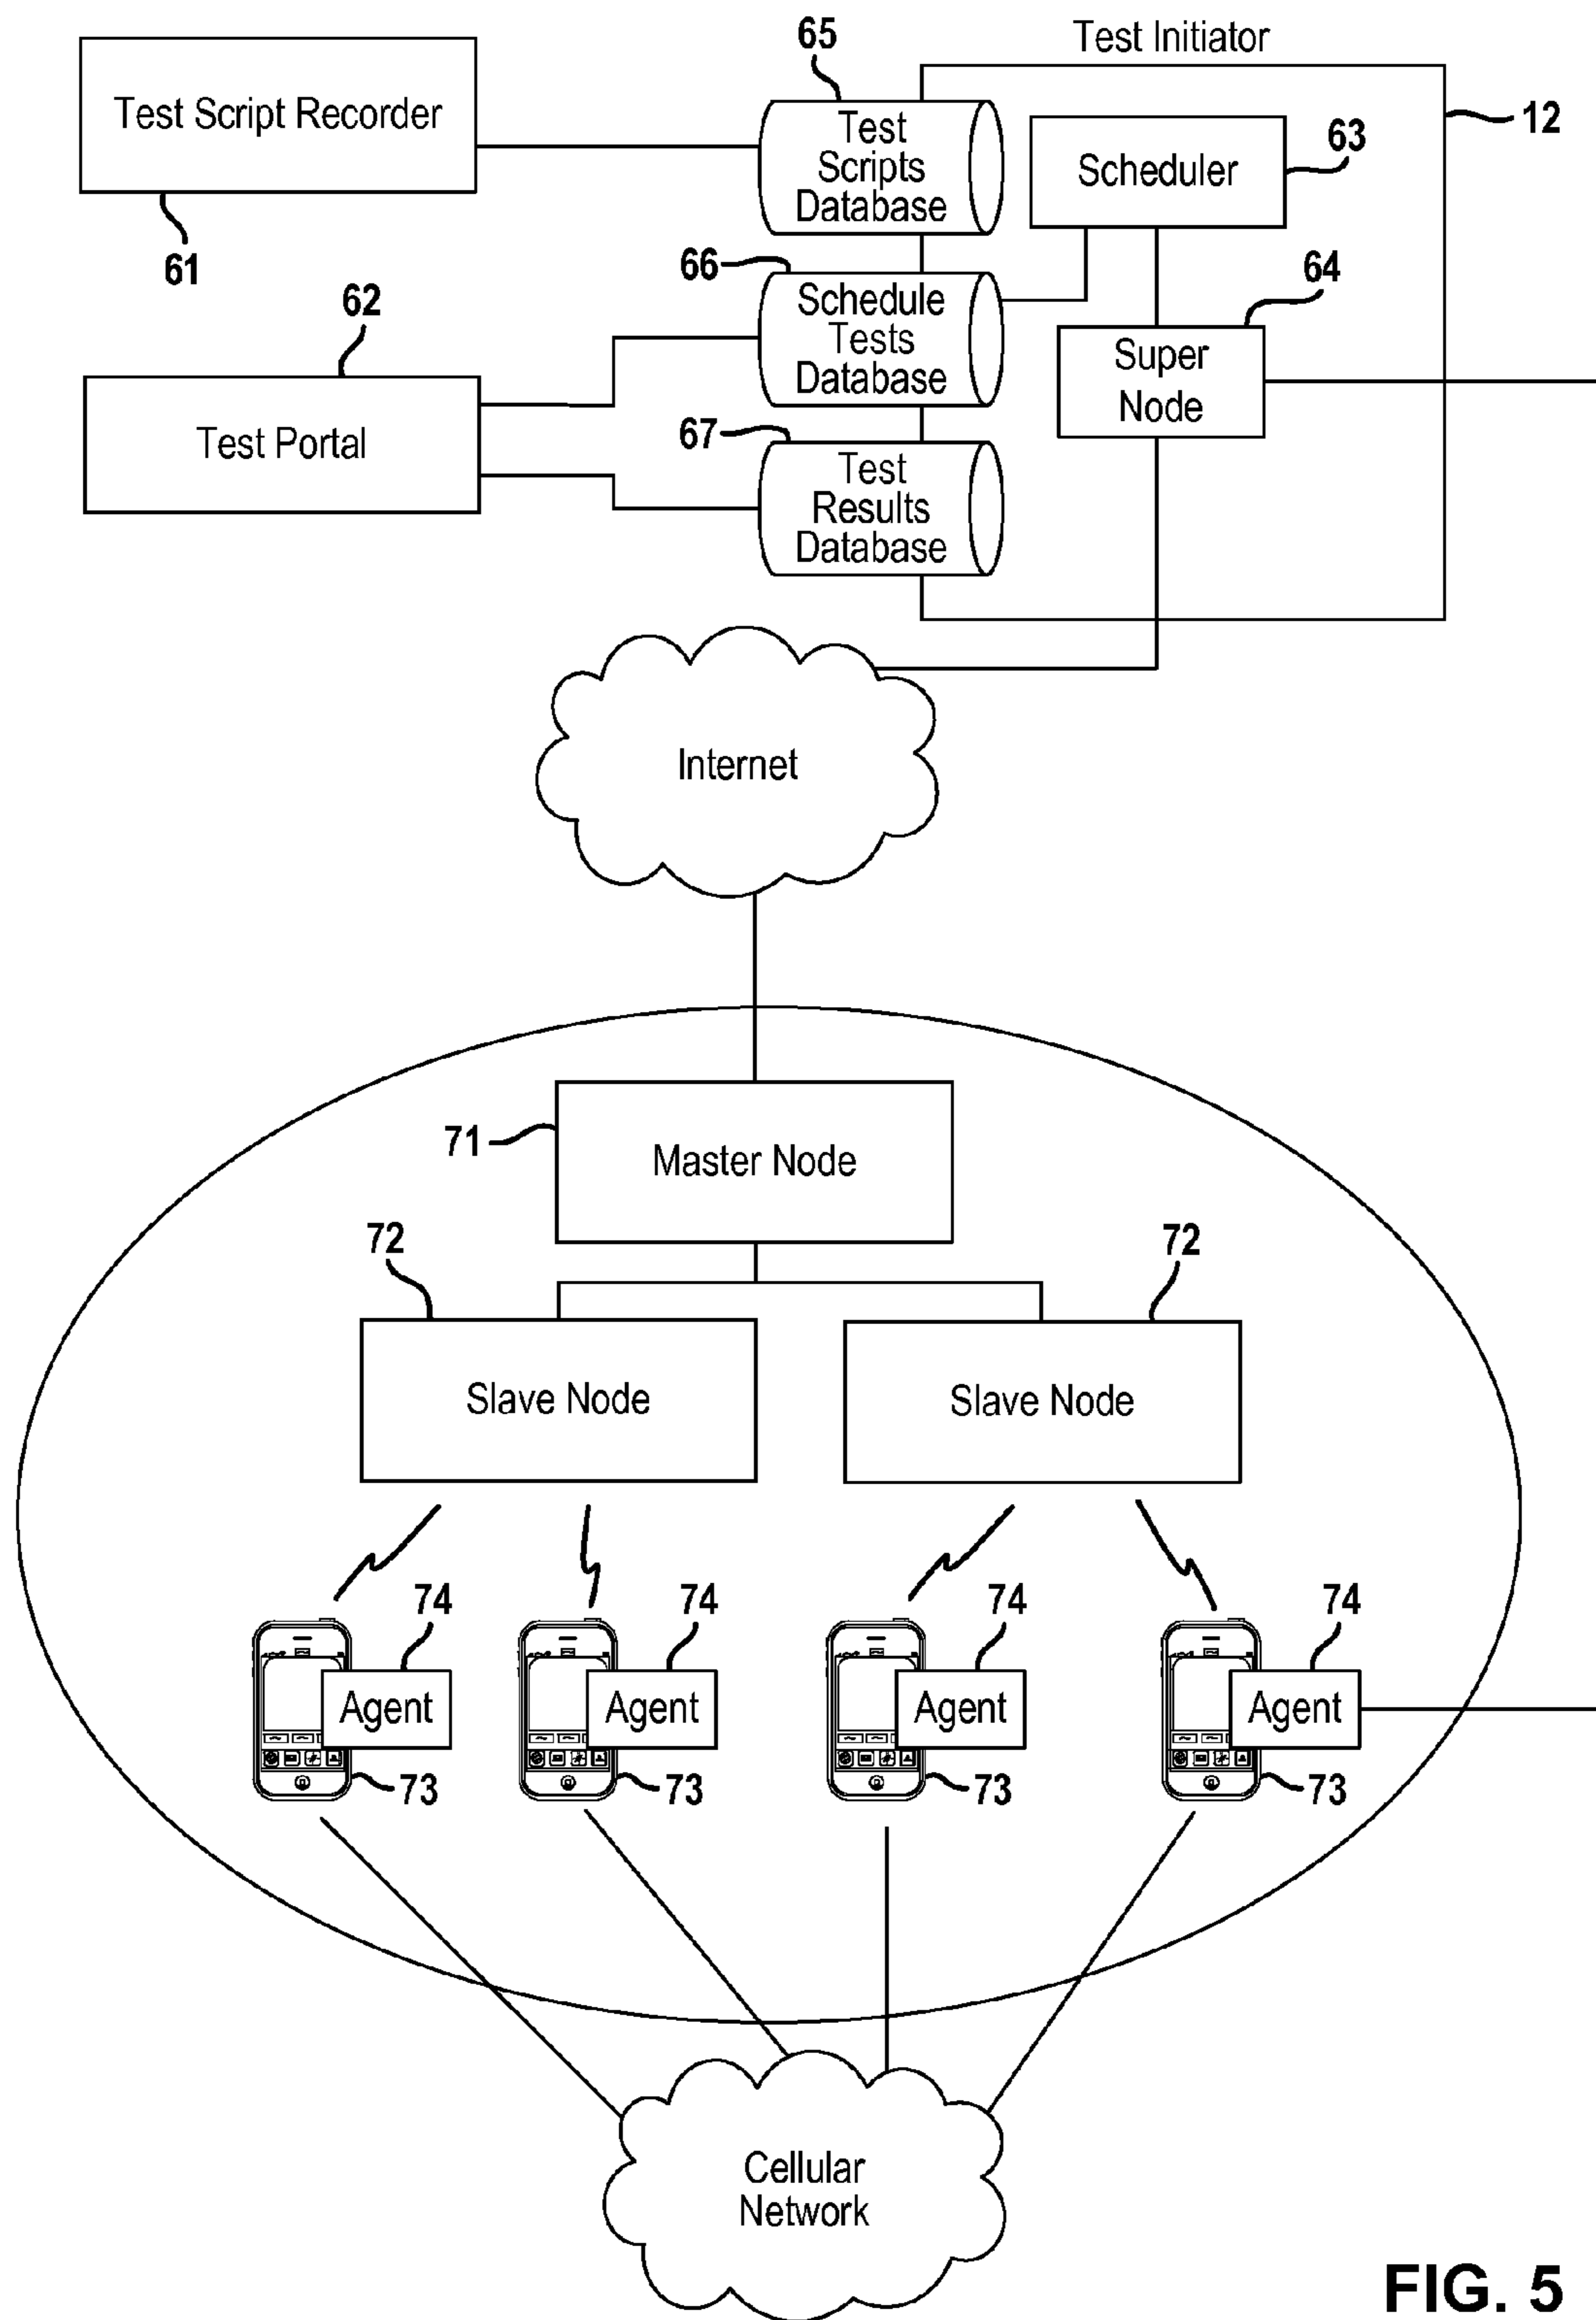 65
Test Initiator
Test Script Recorder
Test
Scripts
Database
12
63
Scheduler
61
66
Schedule
Tests
Database
64
62
Super
Node
Test Portal
67
Test
Results
Database
Internet
71
Master Node
72
72
Slave Node
Slave Node
74
74
74
74
Agent
Agent
Agent
Agent
73
73
73
73
Cellular
Network
FIG. 5